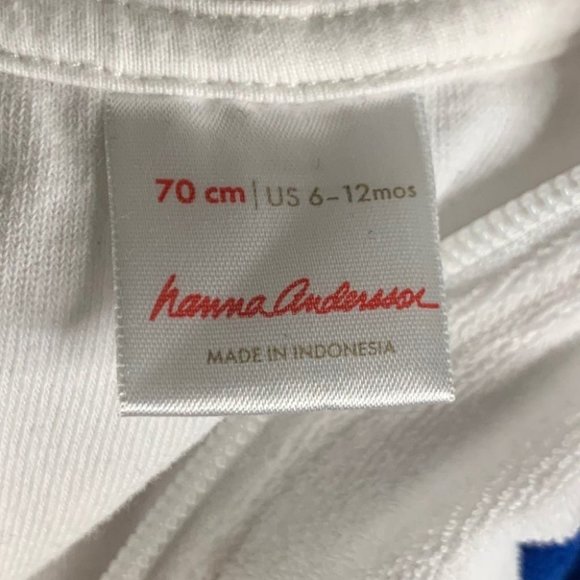 70 cm | US 6-12mos
hanna Andersson
MADE IN INDONESIA